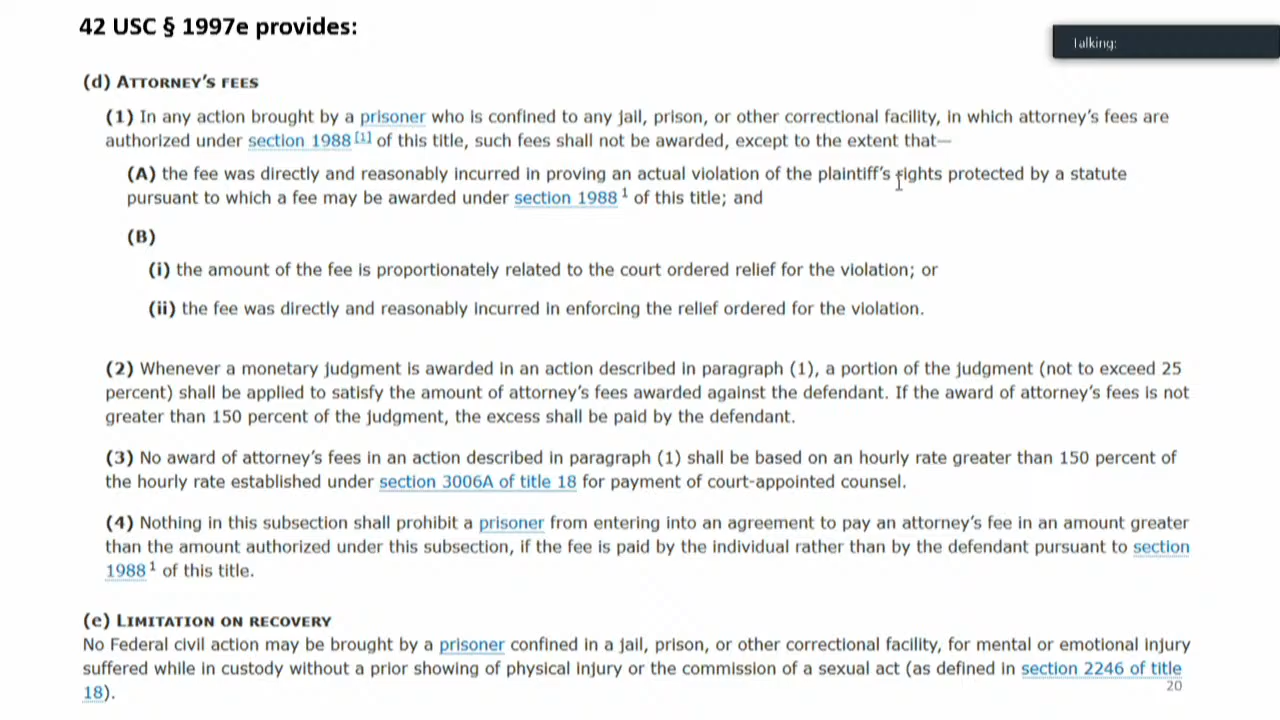 42 USC § 1997e provides:
Talking:
(d) ATTORNEY'S FEES
(1) In any action brought by a prisoner who is confined to any jail, prison, or other correctional facility, in which attorney's fees are
authorized under section 1988 [1] of this title, such fees shall not be awarded, except to the extent that—
(A) the fee was directly and reasonably incurred in proving an actual violation of the plaintiff's rights protected by a statute
pursuant to which a fee may be awarded under section 1988 1 of this title; and
(B)
(i) the amount of the fee is proportionately related to the court ordered relief for the violation; or
(ii) the fee was directly and reasonably incurred in enforcing the relief ordered for the violation.
(2) Whenever a monetary judgment is awarded in an action described in paragraph (1), a portion of the judgment (not to exceed 25
percent) shall be applied to satisfy the amount of attorney's fees awarded against the defendant. If the award of attorney's fees is not
greater than 150 percent of the judgment, the excess shall be paid by the defendant.
(3) No award of attorney's fees in an action described in paragraph (1) shall be based on an hourly rate greater than 150 percent of
the hourly rate established under section 3006A of title 18 for payment of court-appointed counsel.
(4) Nothing in this subsection shall prohibit a prisoner from entering into an agreement to pay an attorney's fee in an amount greater
than the amount authorized under this subsection, if the fee is paid by the individual rather than by the defendant pursuant to section
1988 1 of this title.
(e) LIMITATION ON RECOVERY
No Federal civil action may be brought by a prisoner confined in a jail, prison, or other correctional facility, for mental or emotional injury
suffered while in custody without a prior showing of physical injury or the commission of a sexual act (as defined in section 2246 of title
18).
20